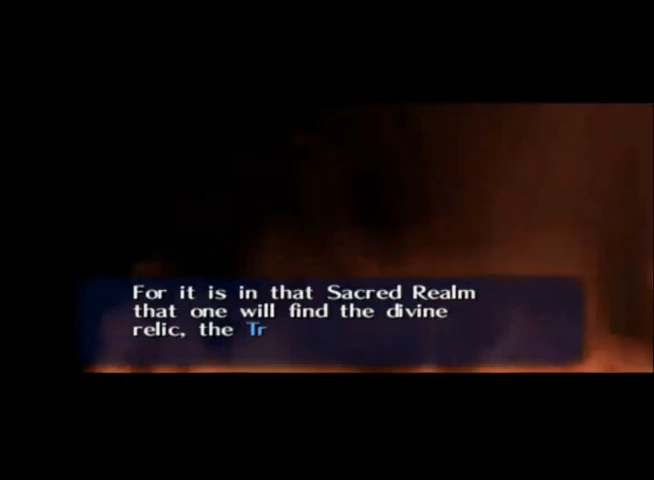 For it is in that Sacred Realm
that one will find the divine
relic, the Tr